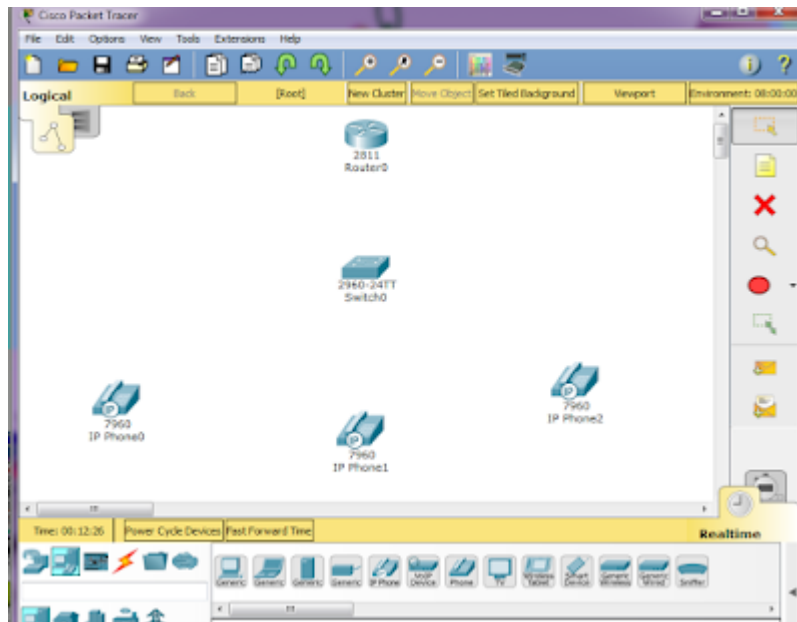 Cisco Packet Tracer
File Edit Options View Tools Extensions Help
Logical Back [Root] New Cluster Move Object Set Tiled Background Viewport Environment: 08:00:00
2811
Router0
2960-24TT
Switch0
7960
IP Phone0
7960
IP Phone1
7960
IP Phone2
Time: 00:12:26 Power Cycle Devices Fast Forward Time Realtime
Generic Generic Generic Generic IP Phone VoIP Device Phone TV Wireless Tablet Smart Device Generic Wireless Generic Wired Sniffer